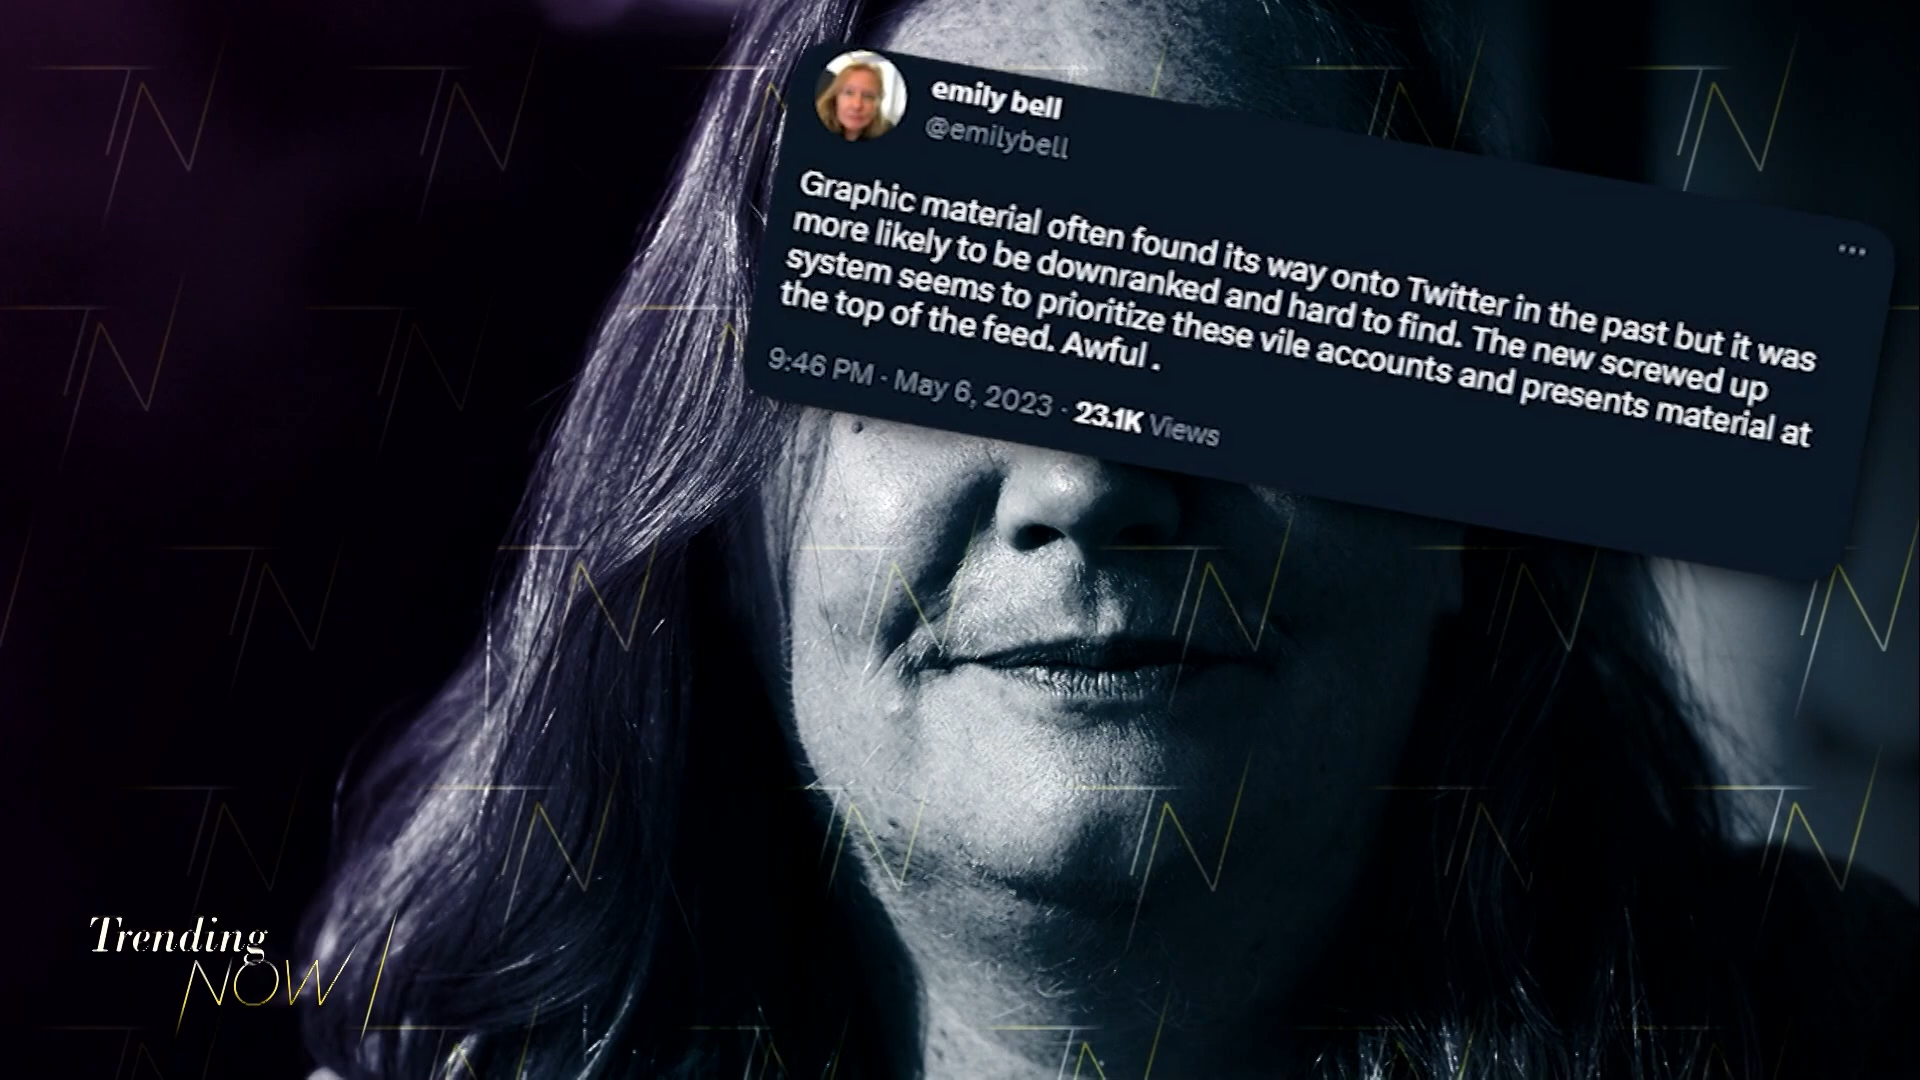 emily bell
@emilybell
Graphic material often found its way onto Twitter in the past but it was
more likely to be downranked and hard to find. The new screwed up
system seems to prioritize these vile accounts and presents material at
the top of the feed. Awful .
9:46 PM · May 6, 2023 · 23.1K Views
Trending
NOW